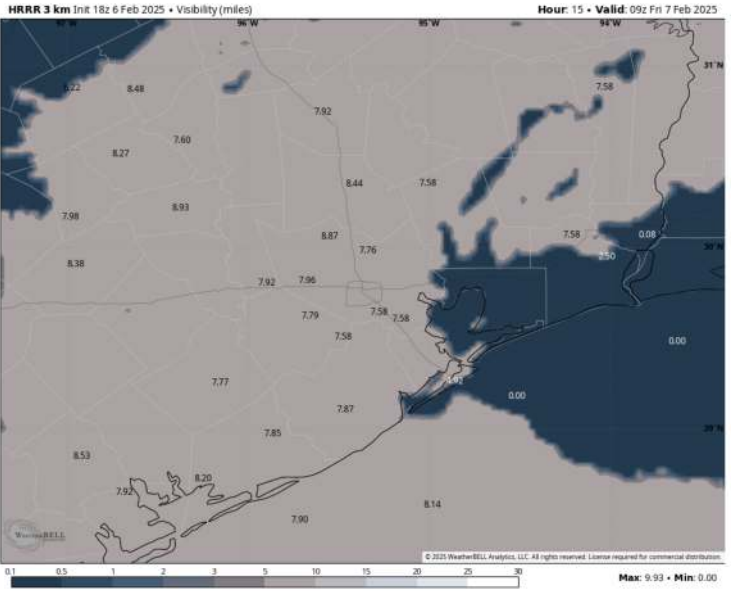 HRRR 3 km Init 18z 6 Feb 2025 • Visibility (miles) Hour: 15 • Valid: 09z Fri 7 Feb 2025
97°W 96°W 95°W 94°W
31°N
8.48 7.58
7.92
7.60
8.27
8.44 7.58
8.93
7.98
8.87 7.58 0.08
7.76 30°N
2.50
8.38
7.92 7.96
7.79 7.58 7.58
7.58
0.00
7.77
0.00
7.87
7.85 29°N
8.53
8.20
7.92
8.14
7.90
WeatherBELL
© 2025 WeatherBELL Analytics, LLC. All rights reserved. License required for commercial distribution.
0.1 0.5 1 2 3 5 10 15 20 25 30
Max: 9.93 • Min: 0.00